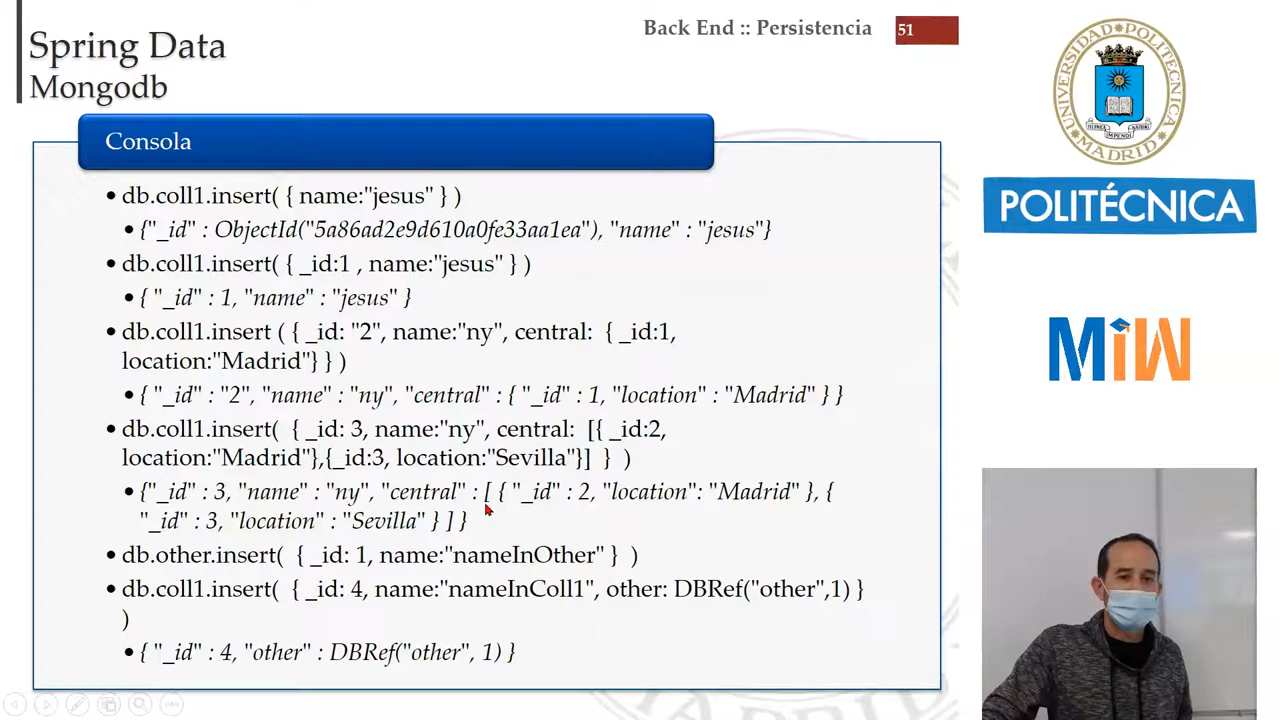 Back End :: Persistencia
51
Spring Data
Mongodb
Consola
• db.coll1.insert( { name:"jesus" } )
• {"_id" : ObjectId("5a86ad2e9d610a0fe33aa1ea"), "name" : "jesus"}
• db.coll1.insert( { _id:1 , name:"jesus" } )
• { "_id" : 1, "name" : "jesus" }
• db.coll1.insert ( { _id: "2", name:"ny", central: { _id:1,
location:"Madrid"} } )
• { "_id" : "2", "name" : "ny", "central" : { "_id" : 1, "location" : "Madrid" } }
• db.coll1.insert( { _id: 3, name:"ny", central: [{ _id:2,
location:"Madrid"},{_id:3, location:"Sevilla"}] } )
• {"_id" : 3, "name" : "ny", "central" : [ { "_id" : 2, "location": "Madrid" }, {
"_id" : 3, "location" : "Sevilla" } ] }
• db.other.insert( { _id: 1, name:"nameInOther" } )
• db.coll1.insert( { _id: 4, name:"nameInColl1", other: DBRef("other",1) }
)
• { "_id" : 4, "other" : DBRef("other", 1) }
UNIVERSIDAD POLITÉCNICA
MADRID
POLITÉCNICA
MiW